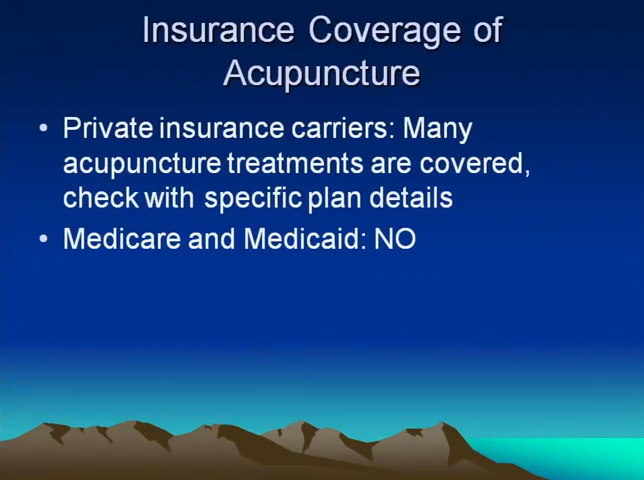 Insurance Coverage of
Acupuncture
• Private insurance carriers: Many
acupuncture treatments are covered,
check with specific plan details
• Medicare and Medicaid: NO